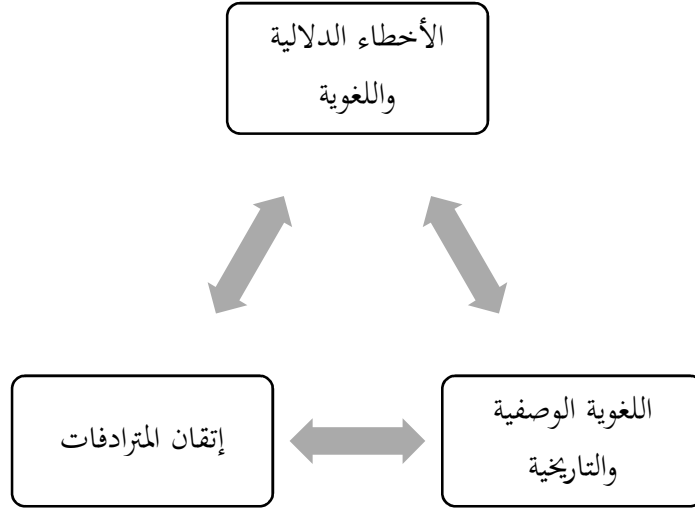 الأخطاء الدلالية
واللغوية
اللغوية الوصفية
والتاريخية
إتقان المترادفات